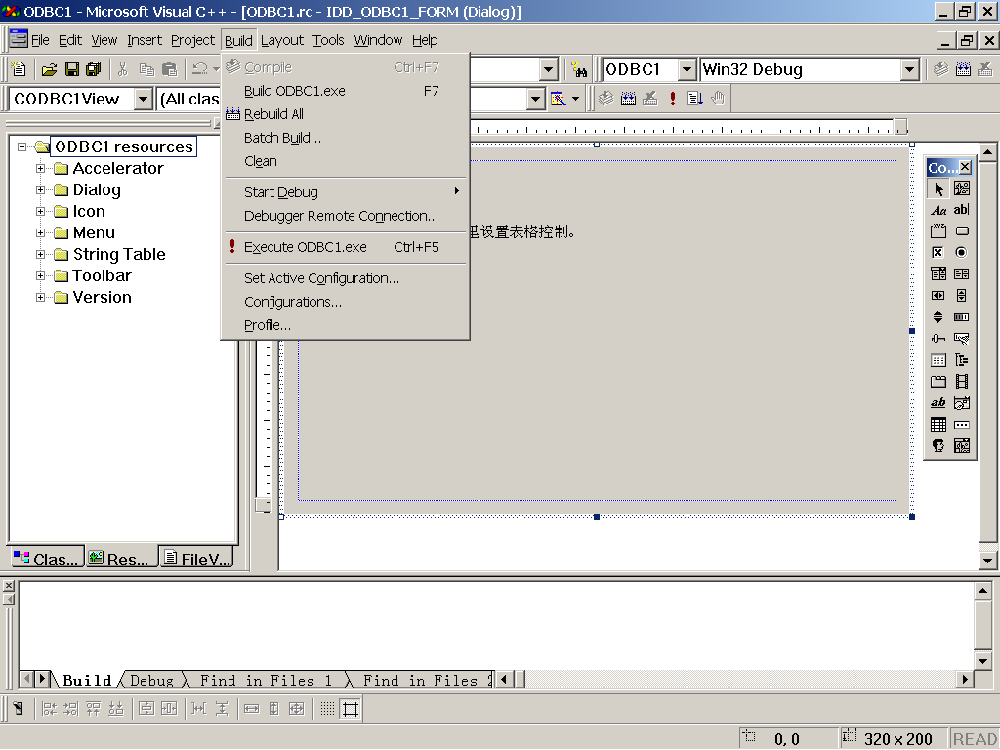 ODBC1 - Microsoft Visual C++ - [ODBC1.rc - IDD_ODBC1_FORM (Dialog)]
File Edit View Insert Project Build Layout Tools Window Help
ODBC1 Win32 Debug
CODBC1View (All clas
Compile Ctrl+F7
Build ODBC1.exe F7
Rebuild All
Batch Build...
Clean
Start Debug
Debugger Remote Connection...
Execute ODBC1.exe Ctrl+F5
Set Active Configuration...
Configurations...
Profile...
ODBC1 resources
Accelerator
Dialog
Icon
Menu
String Table
Toolbar
Version
里设置表格控制。
Co...
Aa ab|
ab
Clas... Res... FileV...
Build Debug Find in Files 1 Find in Files 2
0, 0 320 x 200 READ